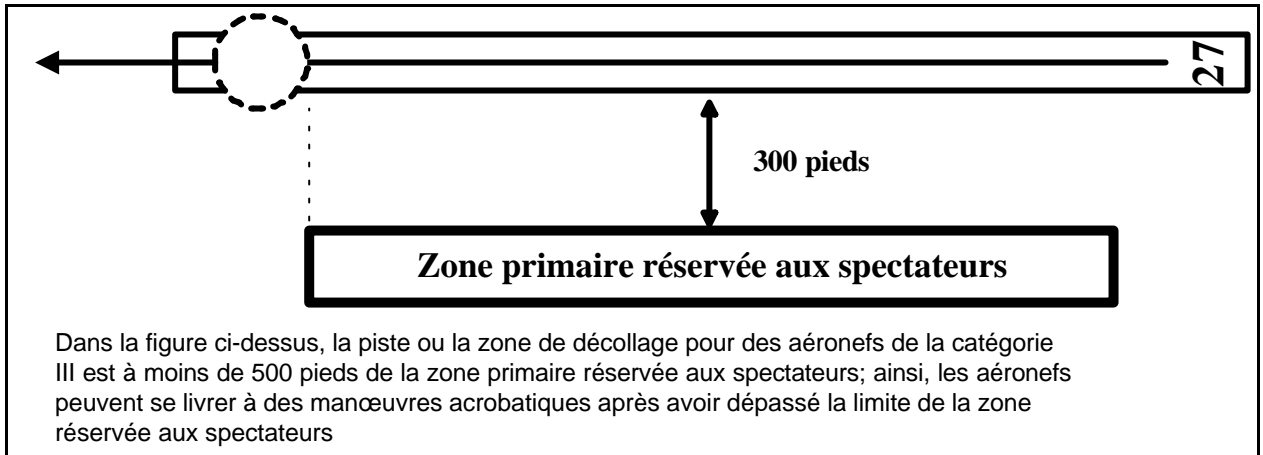 27
300 pieds
Zone primaire réservée aux spectateurs
Dans la figure ci-dessus, la piste ou la zone de décollage pour des aéronefs de la catégorie
III est à moins de 500 pieds de la zone primaire réservée aux spectateurs; ainsi, les aéronefs
peuvent se livrer à des manœuvres acrobatiques après avoir dépassé la limite de la zone
réservée aux spectateurs